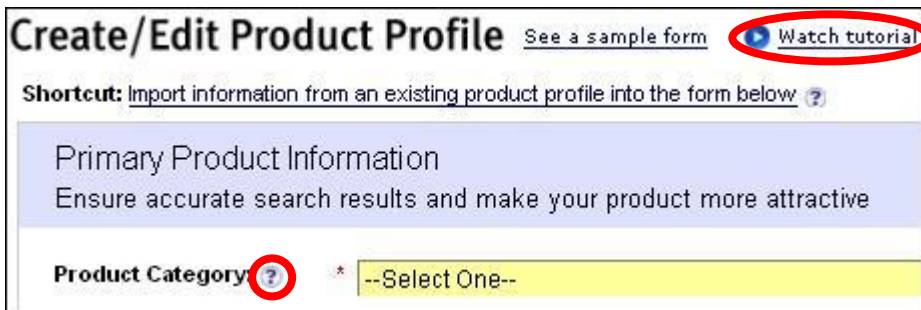 Create/Edit Product Profile See a sample form Watch tutorial
Shortcut: Import information from an existing product profile into the form below ?
Primary Product Information
Ensure accurate search results and make your product more attractive
Product Category: ? * --Select One--